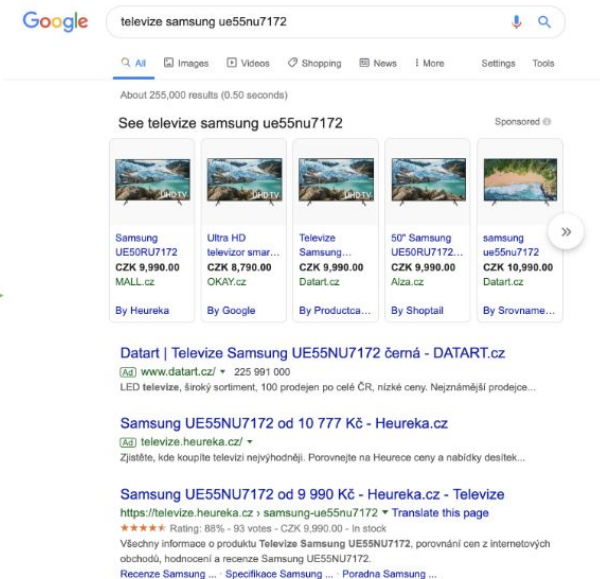 Google
televize samsung ue55nu7172
All Images Videos Shopping News More Settings Tools
About 255,000 results (0.50 seconds)
See televize samsung ue55nu7172 Sponsored
UHD TV UHD TV UHD TV
Samsung UE50RU7172
CZK 9,990.00
MALL.cz
By Heureka
Ultra HD televizor smar...
CZK 8,790.00
OKAY.cz
By Google
Televize Samsung...
CZK 9,990.00
Datart.cz
By Productca...
50" Samsung UE50RU7172...
CZK 9,990.00
Alza.cz
By Shoptail
samsung ue55nu7172
CZK 10,990.00
Datart.cz
By Srovname...
Datart | Televize Samsung UE55NU7172 černá - DATART.cz
Ad www.datart.cz/ ▾ 225 991 000
LED televize, široký sortiment, 100 prodejen po celé ČR, nízké ceny. Nejznámější prodejce...
Samsung UE55NU7172 od 10 777 Kč - Heureka.cz
Ad televize.heureka.cz/ ▾
Zjistěte, kde koupíte televizi nejvýhodněji. Porovnejte na Heurece ceny a nabídky desítek...
Samsung UE55NU7172 od 9 990 Kč - Heureka.cz - Televize
https://televize.heureka.cz › samsung-ue55nu7172 ▾ Translate this page
Rating: 88% - 93 votes - CZK 9,990.00 - In stock
Všechny informace o produktu Televize Samsung UE55NU7172, porovnání cen z internetových
obchodů, hodnocení a recenze Samsung UE55NU7172.
Recenze Samsung ... · Specifikace Samsung ... · Poradna Samsung ...